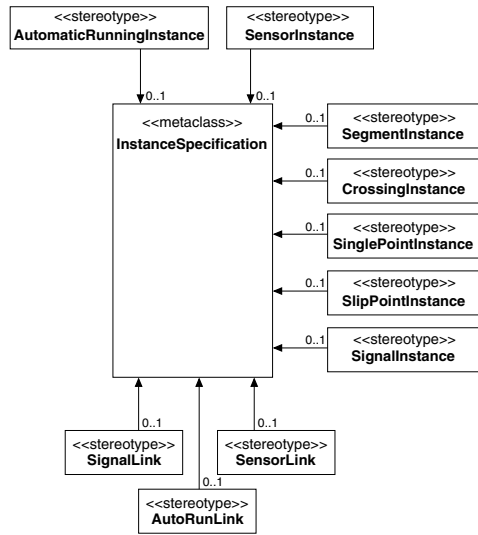 <<stereotype>>
AutomaticRunningInstance
<<stereotype>>
SensorInstance
0..1
0..1
<<metaclass>>
InstanceSpecification
0..1
<<stereotype>>
SegmentInstance
0..1
<<stereotype>>
CrossingInstance
0..1
<<stereotype>>
SinglePointInstance
0..1
<<stereotype>>
SlipPointInstance
0..1
<<stereotype>>
SignalInstance
0..1
0..1
<<stereotype>>
SignalLink
<<stereotype>>
SensorLink
0..1
<<stereotype>>
AutoRunLink